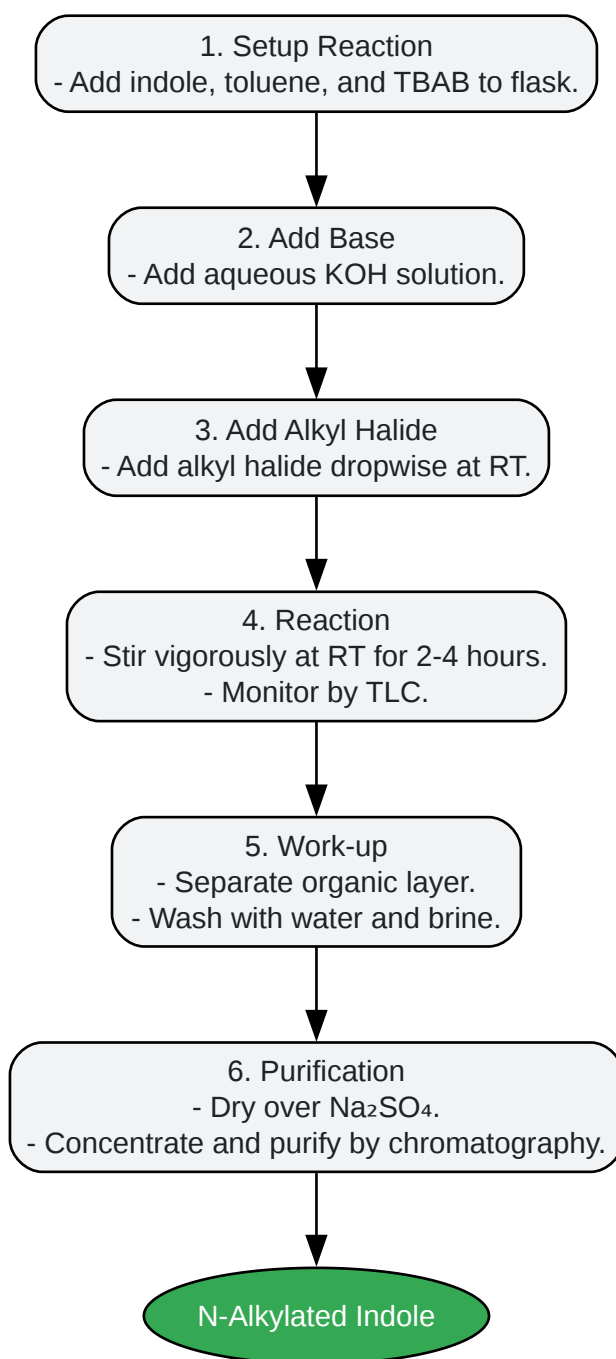 1. Setup Reaction
- Add indole, toluene, and TBAB to flask.
2. Add Base
- Add aqueous KOH solution.
3. Add Alkyl Halide
- Add alkyl halide dropwise at RT.
4. Reaction
- Stir vigorously at RT for 2-4 hours.
- Monitor by TLC.
5. Work-up
- Separate organic layer.
- Wash with water and brine.
6. Purification
- Dry over Na₂SO₄.
- Concentrate and purify by chromatography.
N-Alkylated Indole